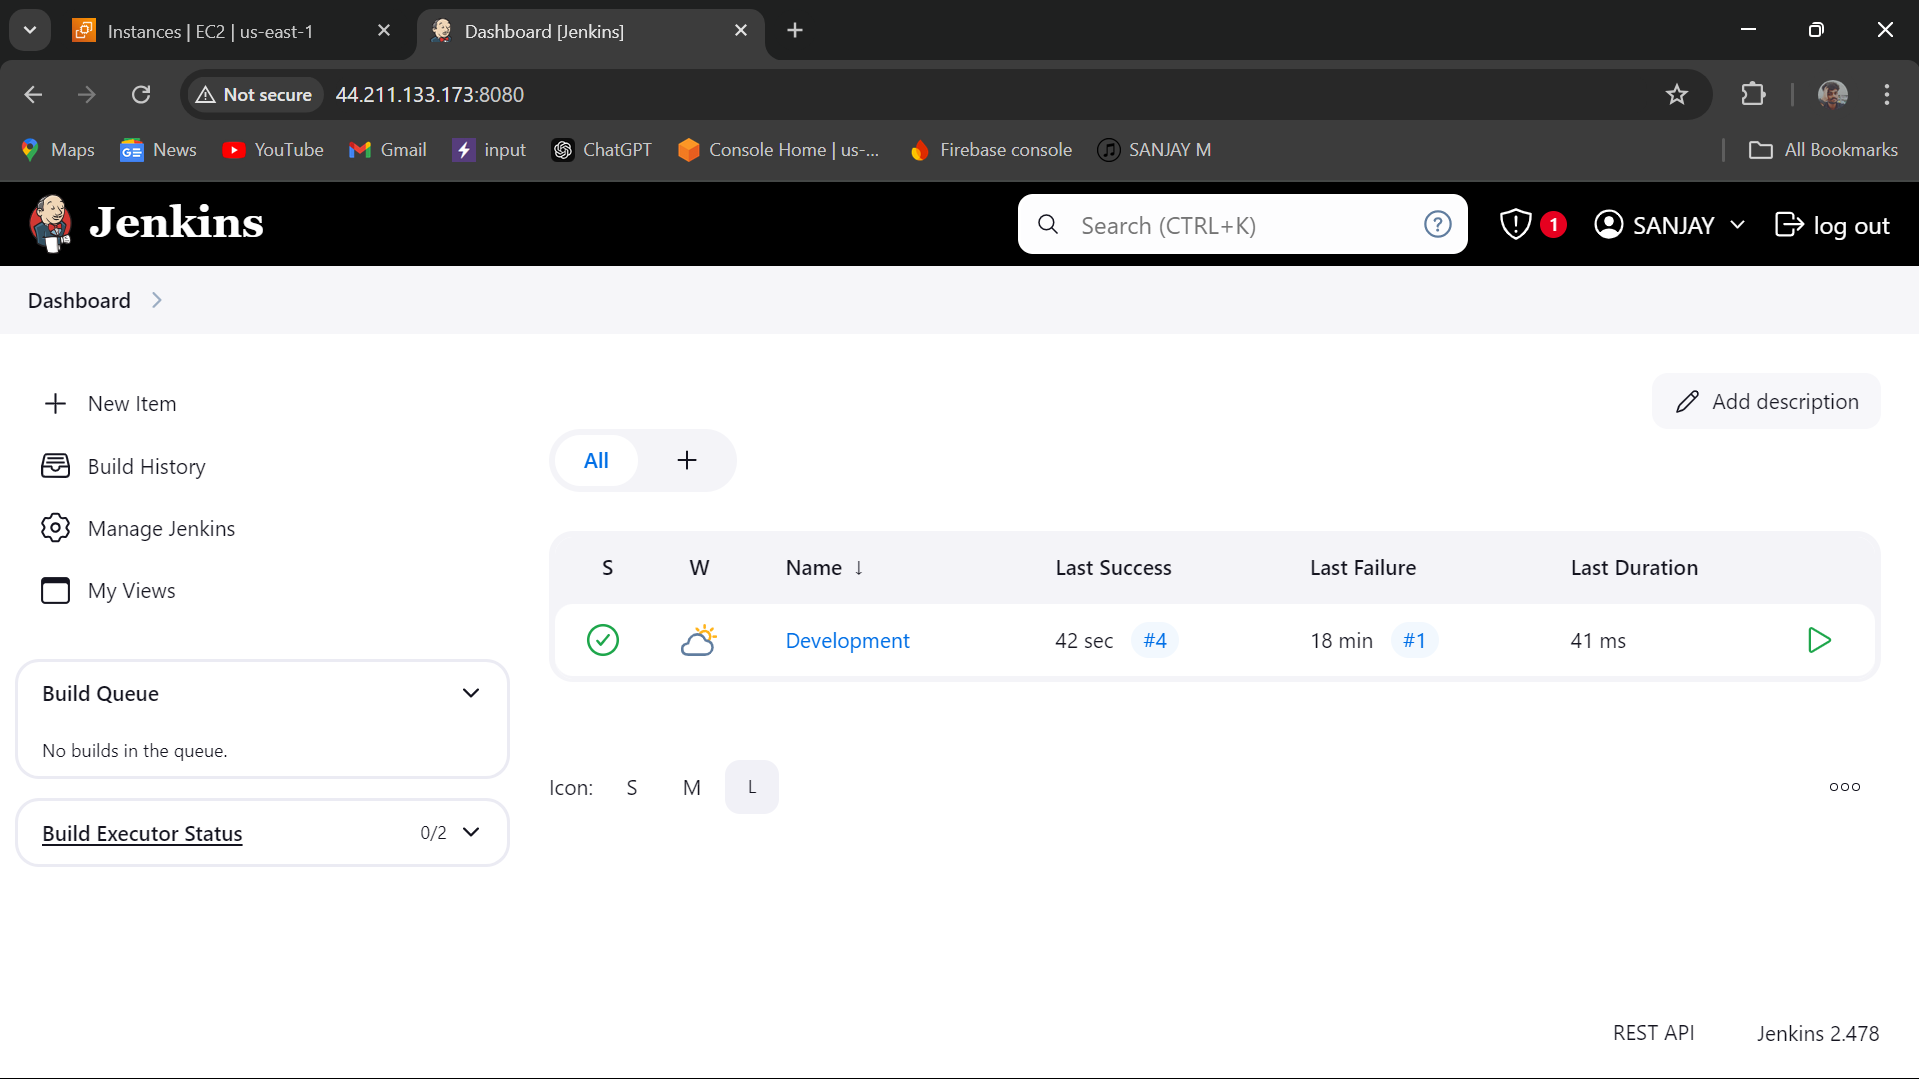 Instances | EC2 | us-east-1
Dashboard [Jenkins]
Not secure 44.211.133.173:8080
Maps News YouTube Gmail input ChatGPT Console Home | us-... Firebase console SANJAY M All Bookmarks
Jenkins Search (CTRL+K) 1 SANJAY log out
Dashboard
New Item
Build History
Manage Jenkins
My Views
Build Queue
No builds in the queue.
Build Executor Status 0/2
Add description
All +
S W Name ↓ Last Success Last Failure Last Duration
Development 42 sec #4 18 min #1 41 ms
Icon: S M L
REST API Jenkins 2.478